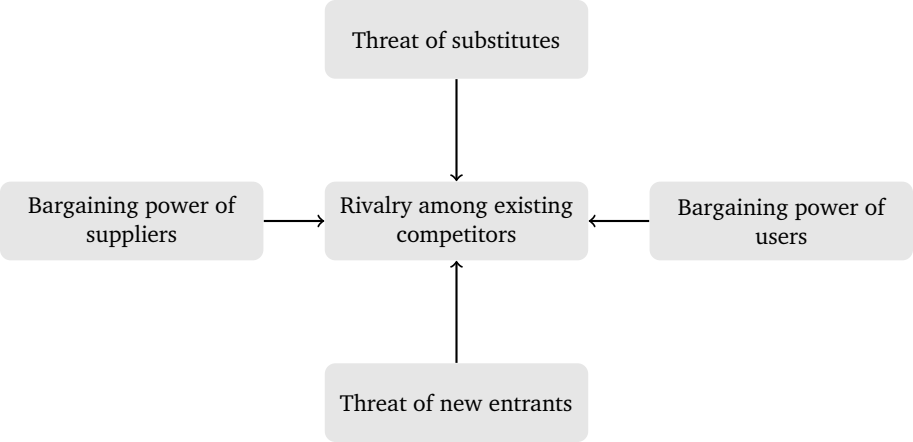 Threat of substitutes
Bargaining power of
suppliers
Rivalry among existing
competitors
Bargaining power of
users
Threat of new entrants